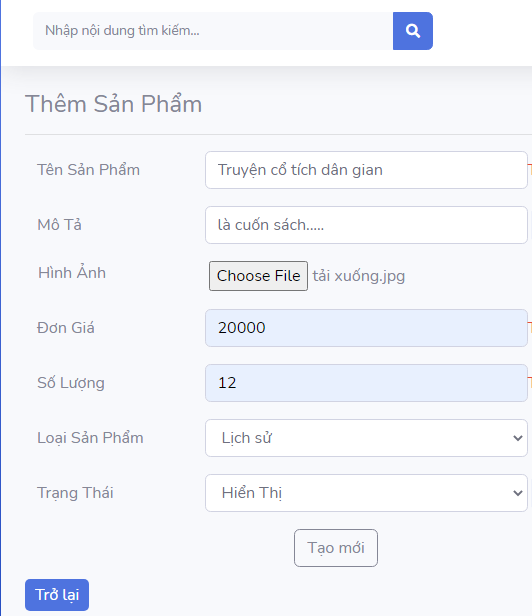 Nhập nội dung tìm kiếm...
Thêm Sản Phẩm
Tên Sản Phẩm Truyện cổ tích dân gian
Mô Tả là cuốn sách.....
Hình Ảnh Choose File tải xuống.jpg
Đơn Giá 20000
Số Lượng 12
Loại Sản Phẩm Lịch sử
Trạng Thái Hiển Thị
Tạo mới
Trở lại